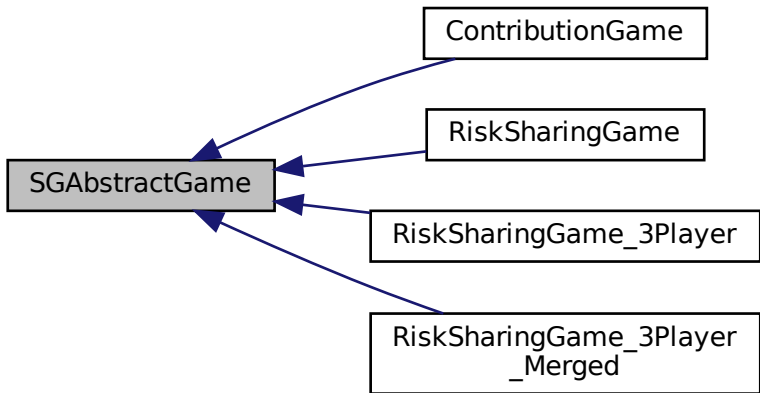 ContributionGame
RiskSharingGame
SGAbstractGame
RiskSharingGame_3Player
RiskSharingGame_3Player
_Merged